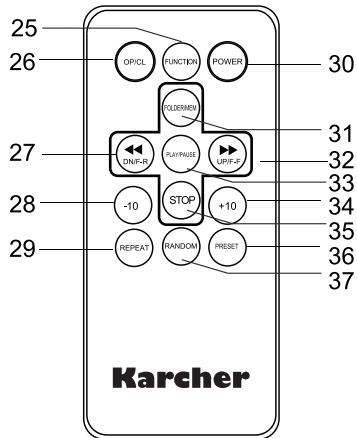 25
26 OP/CL FUNCTION POWER 30
FOLDER/MEM 31
27 DN/F-R PLAY/PAUSE UP/F-F 32
33
28 -10 STOP +10 34
35
29 REPEAT RANDOM PRESET 36
37
Karcher